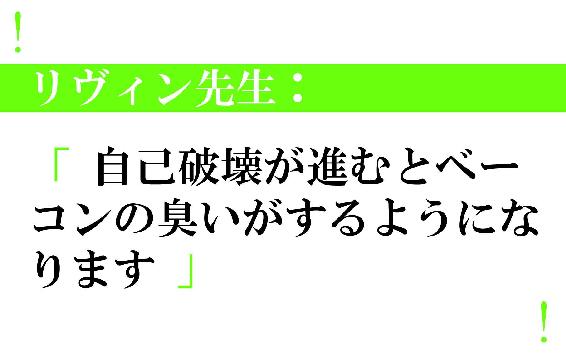 !
リヴィン先生：
「 自己破壊が進むとベー
コンの臭いがするようにな
ります 」
!